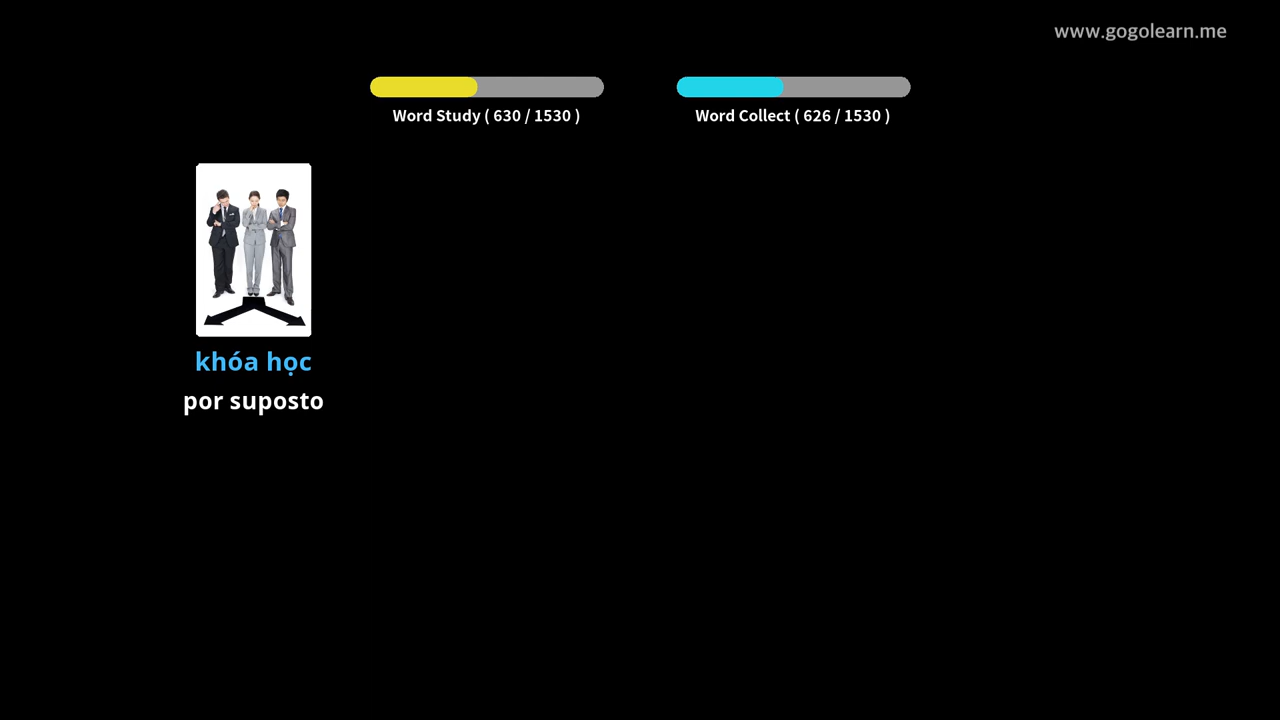 www.gogolearn.me
Word Study ( 630 / 1530 )
Word Collect ( 626 / 1530 )
khóa học
por suposto